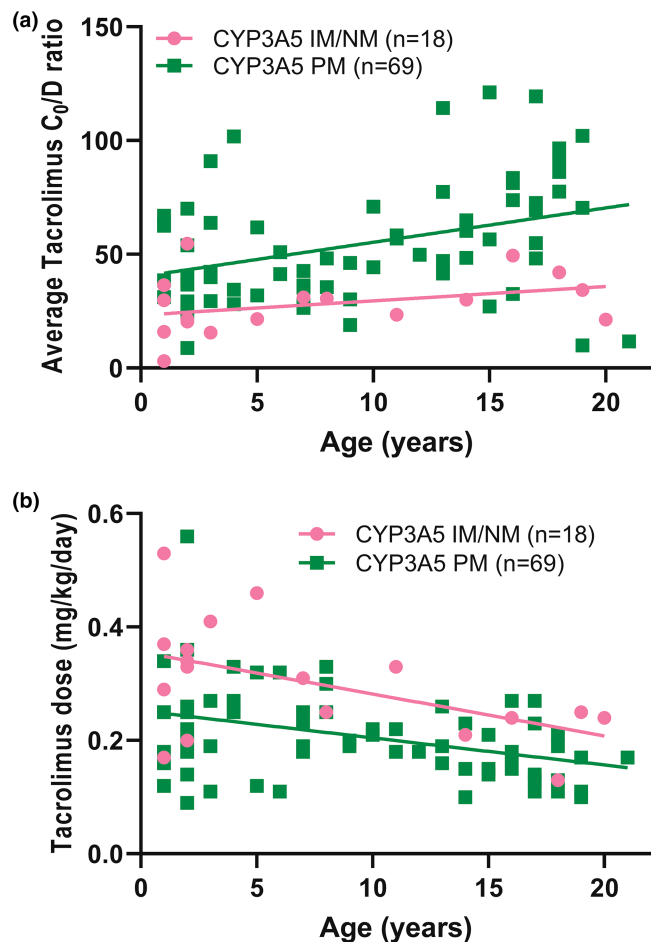 (a)
150
100
50
0
CYP3A5 IM/NM (n=18)
CYP3A5 PM (n=69)
Average Tacrolimus C₀/D ratio
0 5 10 15 20
Age (years)
(b)
0.6
0.4
0.2
0.0
CYP3A5 IM/NM (n=18)
CYP3A5 PM (n=69)
Tacrolimus dose (mg/kg/day)
0 5 10 15 20
Age (years)